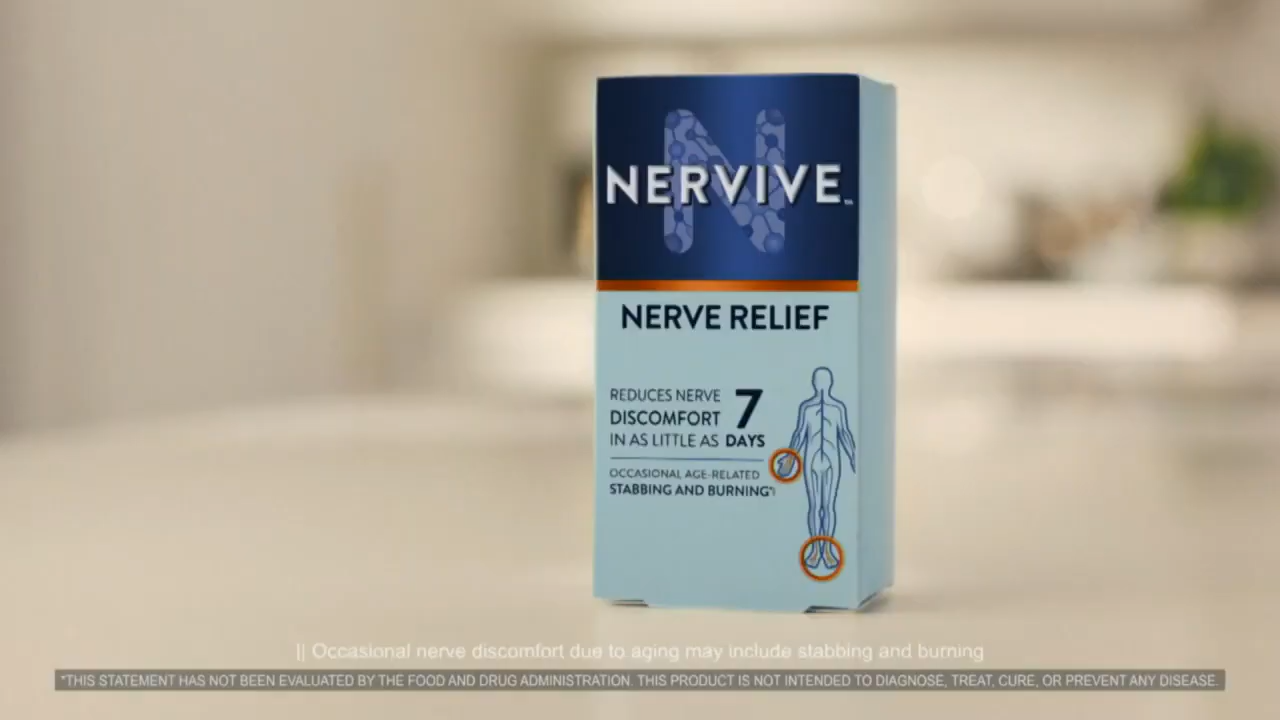 NERVIVE™
NERVE RELIEF
REDUCES NERVE
DISCOMFORT
IN AS LITTLE AS
7
DAYS
OCCASIONAL AGE-RELATED
STABBING AND BURNING*
|| Occasional nerve discomfort due to aging may include stabbing and burning
*THIS STATEMENT HAS NOT BEEN EVALUATED BY THE FOOD AND DRUG ADMINISTRATION. THIS PRODUCT IS NOT INTENDED TO DIAGNOSE, TREAT, CURE, OR PREVENT ANY DISEASE.